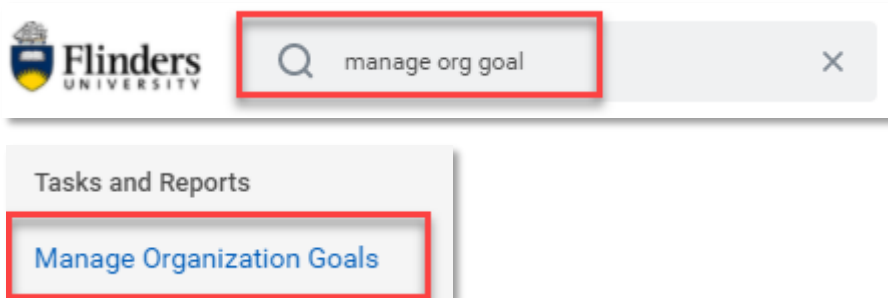 Flinders
UNIVERSITY
manage org goal
Tasks and Reports
Manage Organization Goals